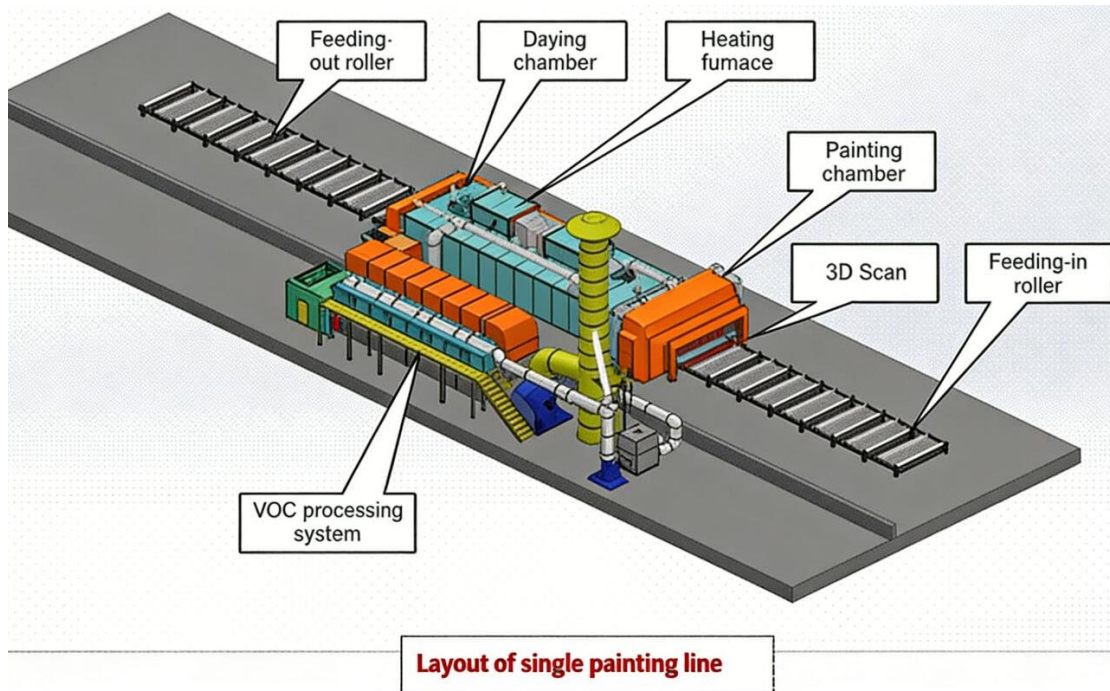 Feeding-
out roller
Daying
chamber
Heating
furnace
Painting
chamber
3D Scan
Feeding-in
roller
VOC processing
system
Layout of single painting line